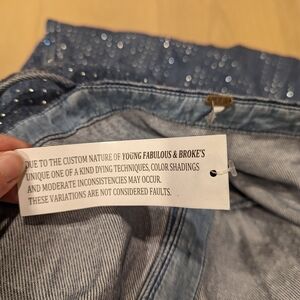 DUE TO THE CUSTOM NATURE OF YOUNG FABULOUS & BROKE'S
UNIQUE ONE OF A KIND DYING TECHNIQUES, COLOR SHADINGS
AND MODERATE INCONSISTENCIES MAY OCCUR.
THESE VARIATIONS ARE NOT CONSIDERED FAULTS.